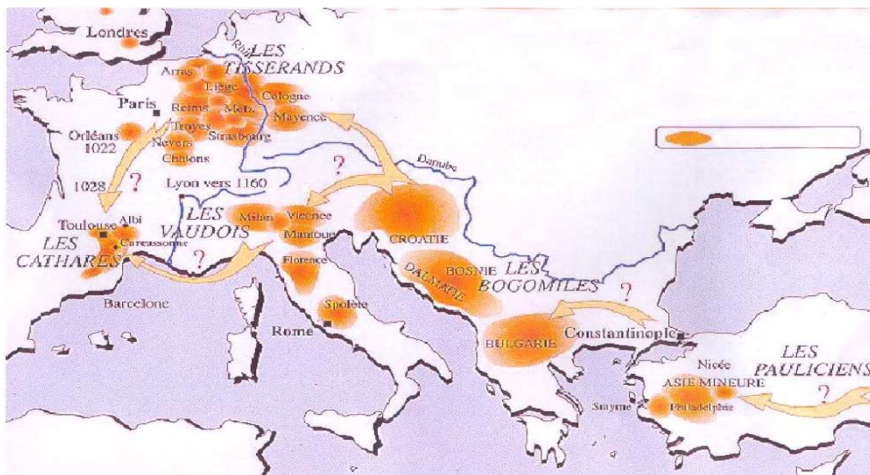 Londres
Rhin
LES
TISSERANDS
Arras
Liège
Cologne
Paris
Reims
Metz
Mayence
Troyes
Strasbourg
Orléans
1022
Nevers
Châlons
?
?
1028
Lyon vers 1160
Danube
Toulouse
Albi
LES
VAUDOIS
Milan
Vicence
Mantoue
CROATIE
LES
CATHARES
Carcassonne
?
Florence
BOSNIE
DALMATIE
LES
BOGOMILES
Barcelone
Spolète
Rome
?
Constantinople
BULGARIE
Nicée
LES
PAULICIENS
ASIE MINEURE
?
Smyrne
Philadelphie